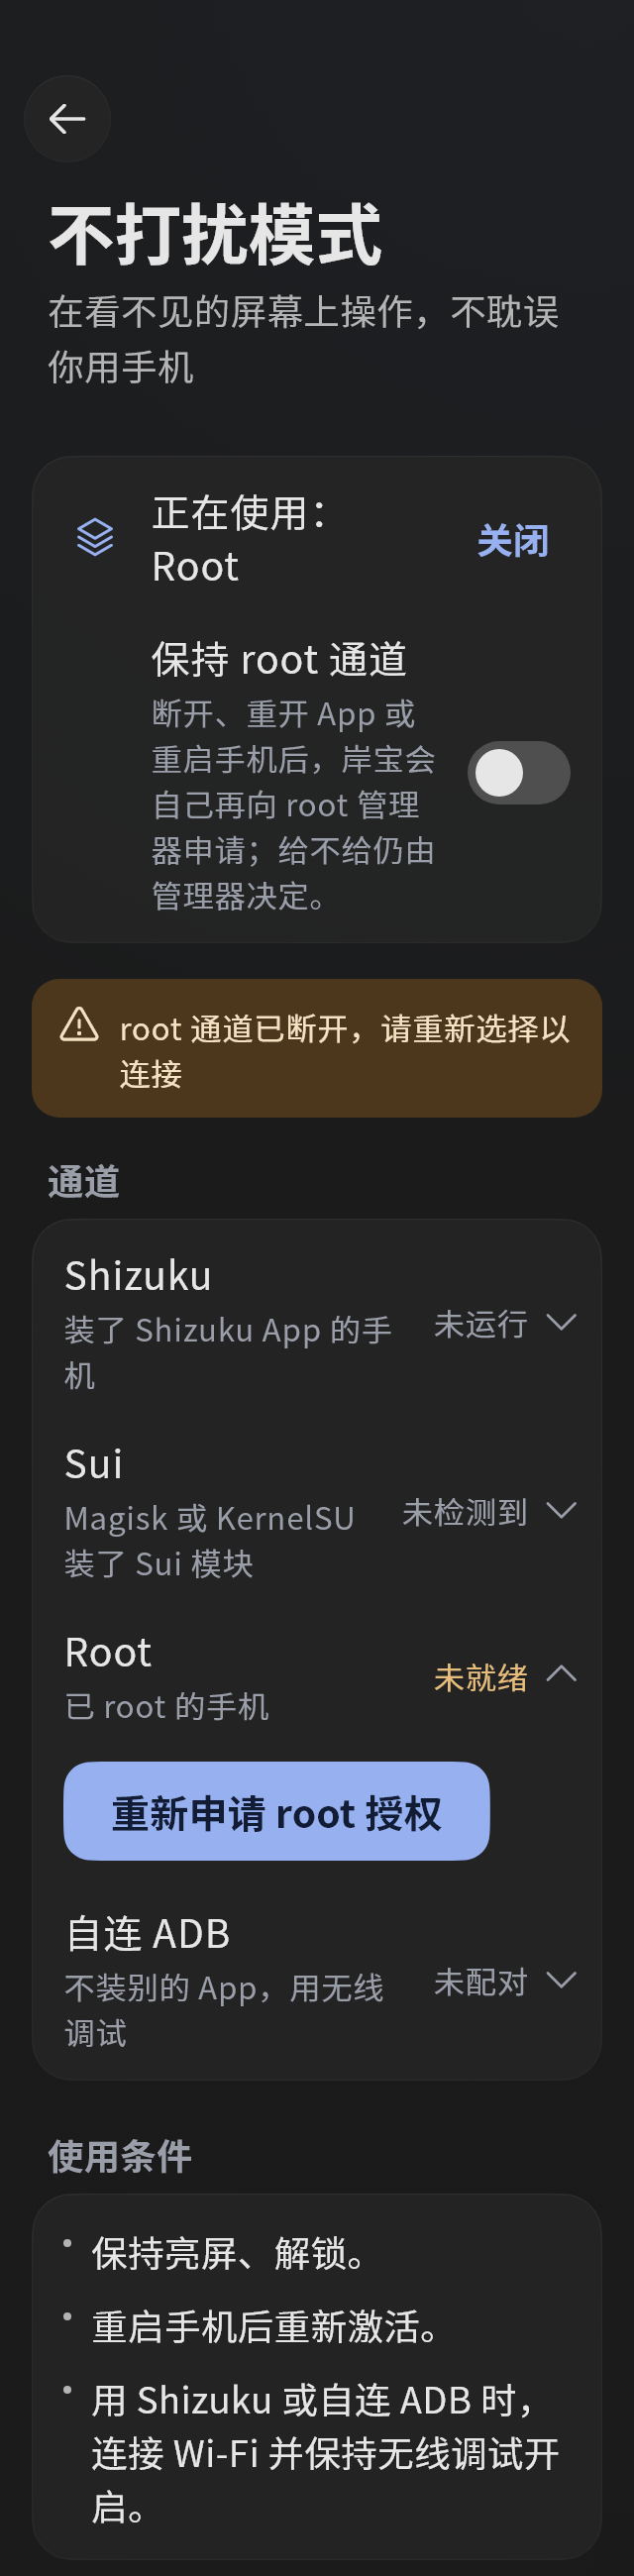 不打扰模式
在看不见的屏幕上操作，不耽误
你用手机
正在使用：
Root
关闭
保持 root 通道
断开、重开 App 或
重启手机后，岸宝会
自己再向 root 管理
器申请；给不给仍由
管理器决定。
root 通道已断开，请重新选择以
连接
通道
Shizuku
装了 Shizuku App 的手
机
未运行
Sui
Magisk 或 KernelSU
装了 Sui 模块
未检测到
Root
已 root 的手机
未就绪
重新申请 root 授权
自连 ADB
不装别的 App，用无线
调试
未配对
使用条件
• 保持亮屏、解锁。
• 重启手机后重新激活。
• 用 Shizuku 或自连 ADB 时，
连接 Wi-Fi 并保持无线调试开
启。